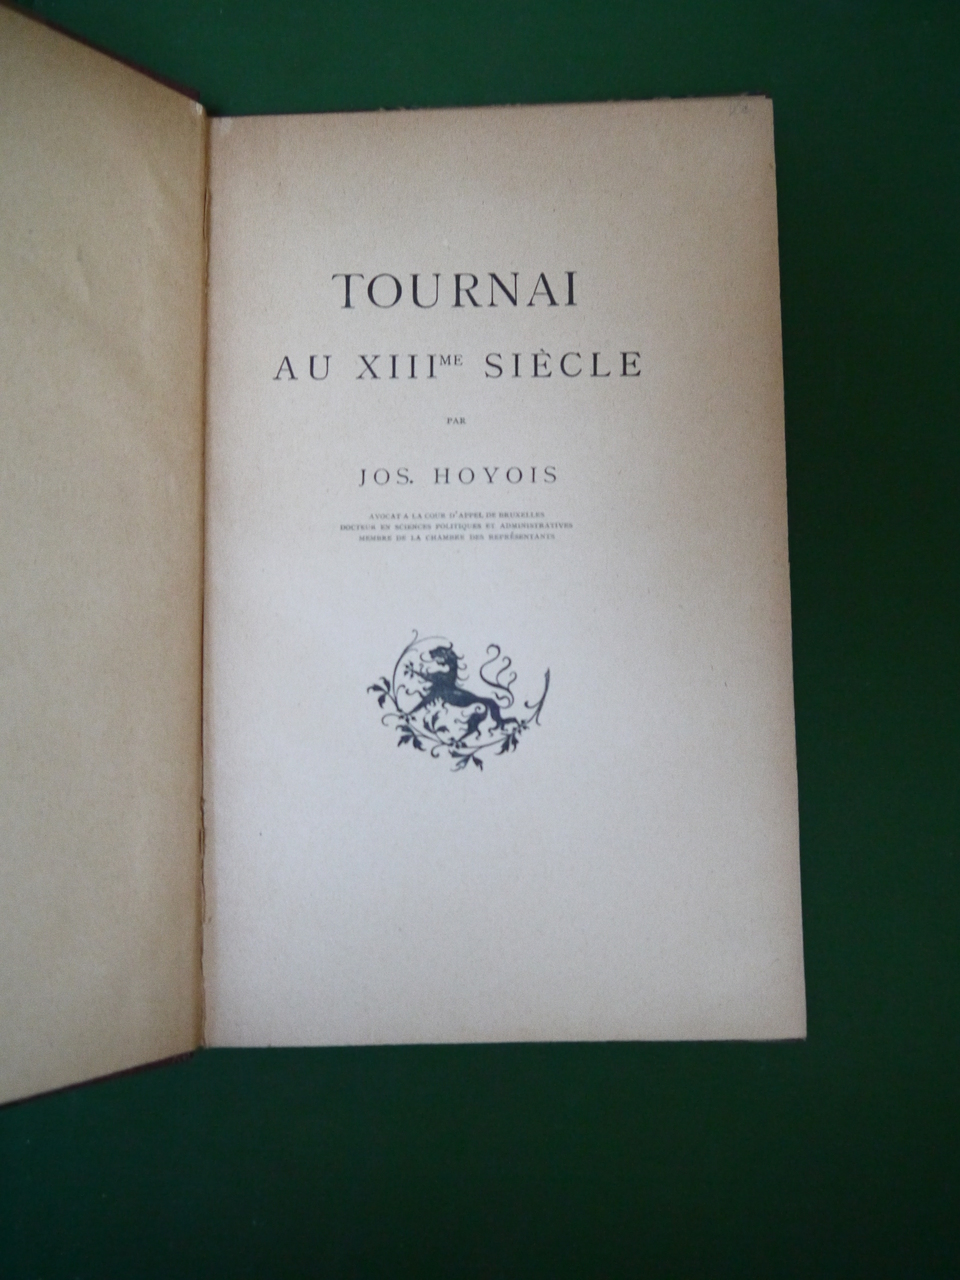 TOURNAI
AU XIIIME SIÈCLE
PAR
JOS. HOYOIS
AVOCAT A LA COUR D'APPEL DE BRUXELLES
DOCTEUR EN SCIENCES POLITIQUES ET ADMINISTRATIVES
MEMBRE DE LA CHAMBRE DES REPRÉSENTANTS